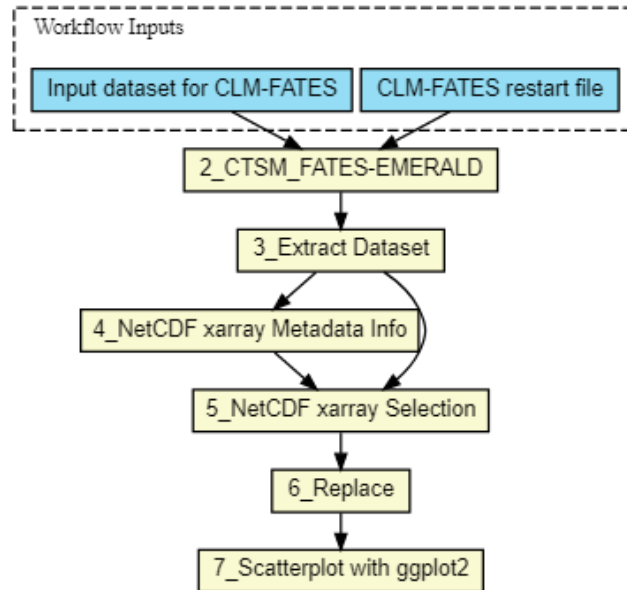 Workflow Inputs
Input dataset for CLM-FATES
CLM-FATES restart file
2_CTSM_FATES-EMERALD
3_Extract Dataset
4_NetCDF xarray Metadata Info
5_NetCDF xarray Selection
6_Replace
7_Scatterplot with ggplot2